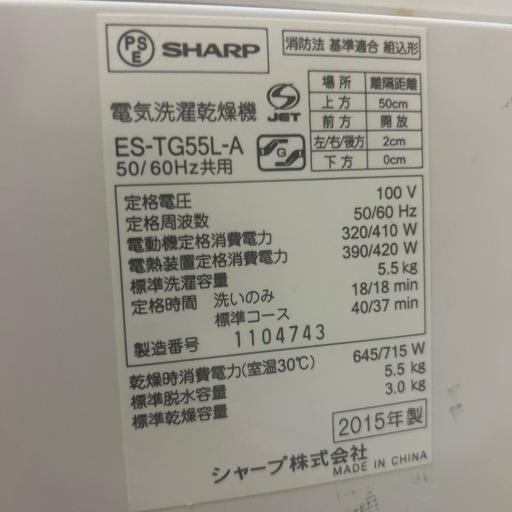 PSE SHARP
消防法 基準適合 組込形
電気洗濯乾燥機 S JET
ES-TG55L-A G
50/60Hz共用
場所 離隔距離
上方 50cm
前方 開放
左/右/後方 2cm
下方 0cm
定格電圧 100 V
定格周波数 50/60 Hz
電動機定格消費電力 320/410 W
電熱装置定格消費電力 390/420 W
標準洗濯容量 5.5 kg
定格時間 洗いのみ 18/18 min
標準コース 40/37 min
製造番号 1104743
乾燥時消費電力(室温30℃) 645/715 W
標準脱水容量 5.5 kg
標準乾燥容量 3.0 kg
2015年製
シャープ株式会社
MADE IN CHINA